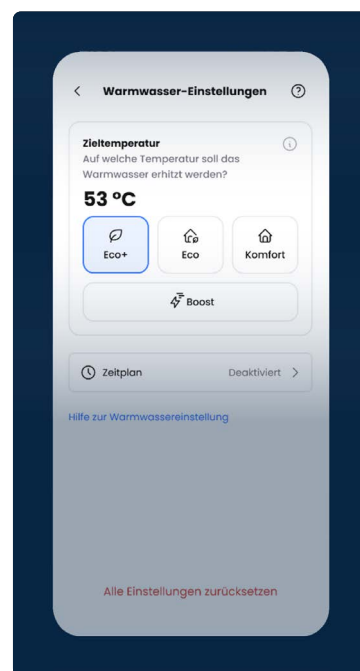 Warmwasser-Einstellungen
Zieltemperatur
Auf welche Temperatur soll das
Warmwasser erhitzt werden?
53 °C
Eco+ Eco Komfort
Boost
Zeitplan Deaktiviert
Hilfe zur Warmwassereinstellung
Alle Einstellungen zurücksetzen